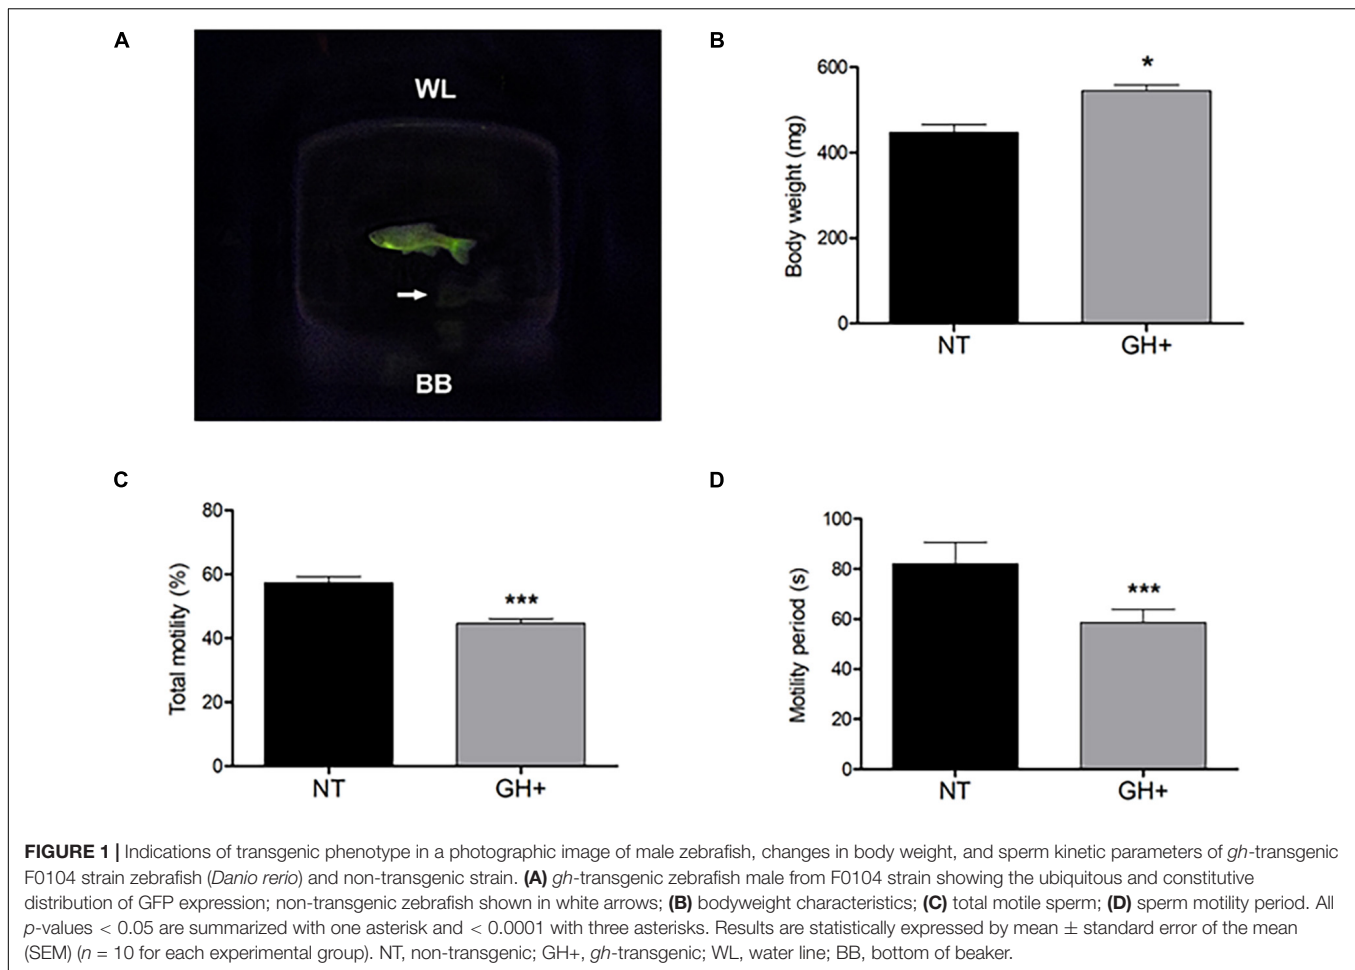 A
WL
BB
B
*
600
400
200
0
Body weight (mg)
NT GH+
C
80
60
40
20
0
Total motility (%)
***
NT GH+
D
100
80
60
40
20
0
Motility period (s)
***
NT GH+
FIGURE 1 | Indications of transgenic phenotype in a photographic image of male zebrafish, changes in body weight, and sperm kinetic parameters of gh-transgenic
F0104 strain zebrafish (Danio rerio) and non-transgenic strain. (A) gh-transgenic zebrafish male from F0104 strain showing the ubiquitous and constitutive
distribution of GFP expression; non-transgenic zebrafish shown in white arrows; (B) bodyweight characteristics; (C) total motile sperm; (D) sperm motility period. All
p-values < 0.05 are summarized with one asterisk and < 0.0001 with three asterisks. Results are statistically expressed by mean ± standard error of the mean
(SEM) (n = 10 for each experimental group). NT, non-transgenic; GH+, gh-transgenic; WL, water line; BB, bottom of beaker.